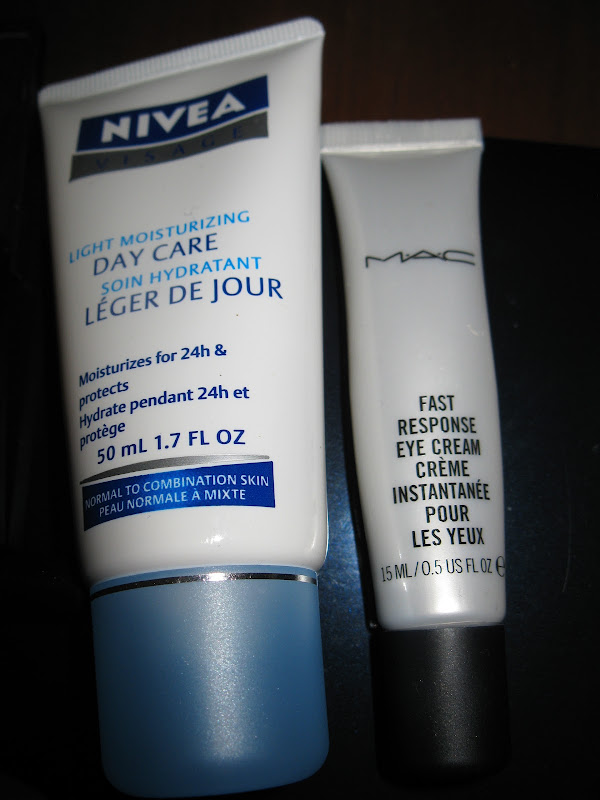 NIVEA
VISAGE
LIGHT MOISTURIZING
DAY CARE
SOIN HYDRATANT
LÉGER DE JOUR
Moisturizes for 24h &
protects
Hydrate pendant 24h et
protège
50 mL 1.7 FL OZ
NORMAL TO COMBINATION SKIN
PEAU NORMALE À MIXTE
M·A·C
FAST
RESPONSE
EYE CREAM
CRÈME
INSTANTANÉE
POUR
LES YEUX
15 ML/0.5 US FL OZ ℮